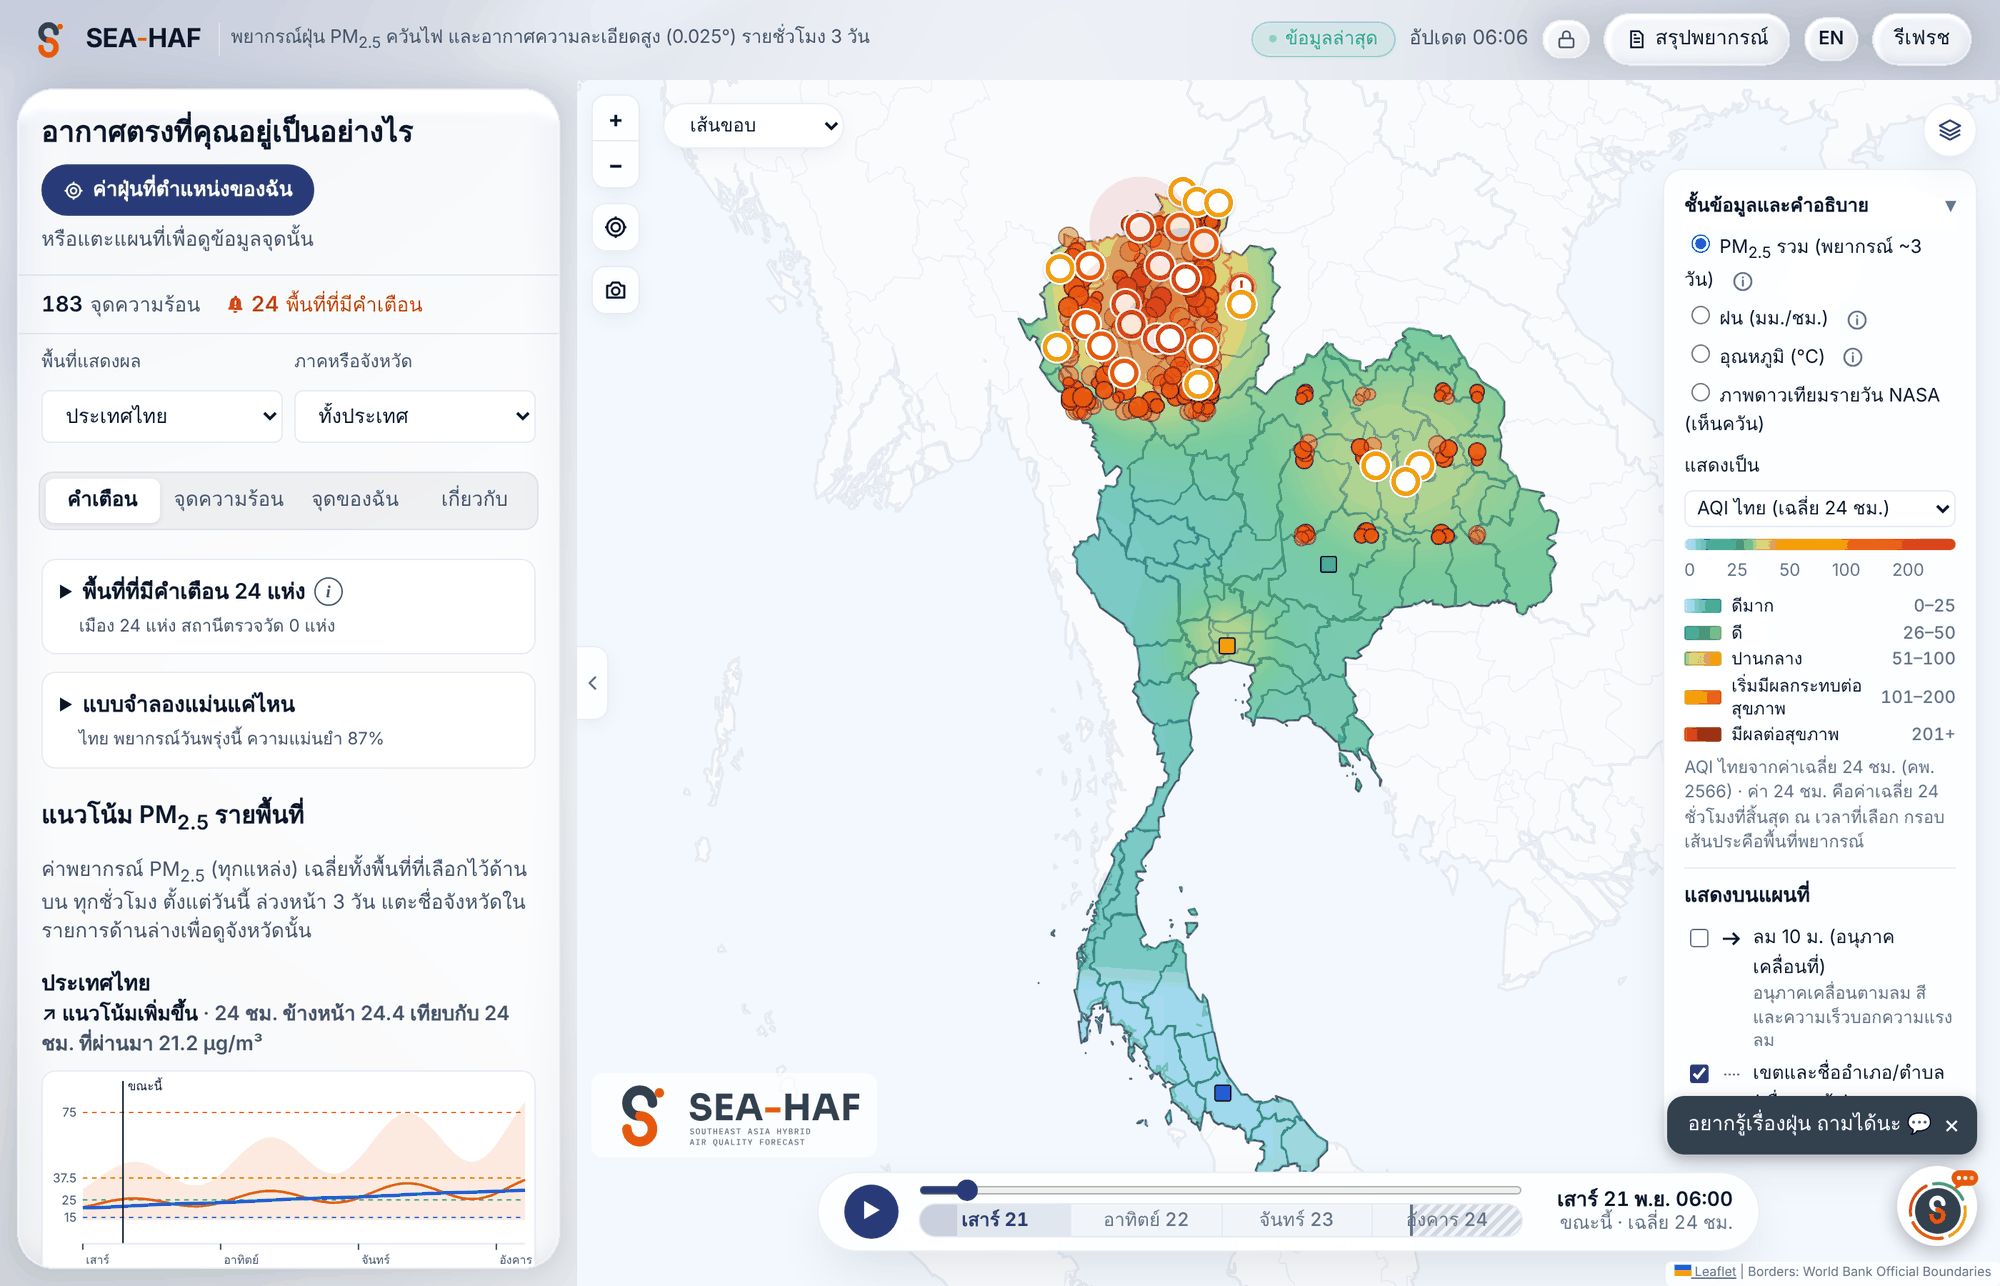 SEA-HAF
พยากรณ์ฝุ่น PM2.5 ควันไฟ และอากาศความละเอียดสูง (0.025°) รายชั่วโมง 3 วัน
ข้อมูลล่าสุด
อัปเดต 06:06
สรุปพยากรณ์
EN
รีเฟรช
อากาศตรงที่คุณอยู่เป็นอย่างไร
ค่าฝุ่นที่ตำแหน่งของฉัน
หรือแตะแผนที่เพื่อดูข้อมูลจุดนั้น
183 จุดความร้อน
24 พื้นที่ที่มีคำเตือน
พื้นที่แสดงผล
ภาคหรือจังหวัด
ประเทศไทย
ทั้งประเทศ
คำเตือน
จุดความร้อน
จุดของฉัน
เกี่ยวกับ
▶ พื้นที่ที่มีคำเตือน 24 แห่ง i
เมือง 24 แห่ง สถานีตรวจวัด 0 แห่ง
▶ แบบจำลองแม่นแค่ไหน
ไทย พยากรณ์วันพรุ่งนี้ ความแม่นยำ 87%
แนวโน้ม PM2.5 รายพื้นที่
ค่าพยากรณ์ PM2.5 (ทุกแหล่ง) เฉลี่ยทั้งพื้นที่ที่เลือกไว้ด้าน
บน ทุกชั่วโมง ตั้งแต่วันนี้ ล่วงหน้า 3 วัน แตะชื่อจังหวัดใน
รายการด้านล่างเพื่อดูจังหวัดนั้น
ประเทศไทย
↗ แนวโน้มเพิ่มขึ้น · 24 ชม. ข้างหน้า 24.4 เทียบกับ 24
ชม. ที่ผ่านมา 21.2 µg/m³
ขณะนี้
75
37.5
25
15
เสาร์
อาทิตย์
จันทร์
อังคาร
+
−
เส้นขอบ
ชั้นข้อมูลและคำอธิบาย ▼
PM2.5 รวม (พยากรณ์ ~3
วัน) i
ฝน (มม./ชม.) i
อุณหภูมิ (°C) i
ภาพดาวเทียมรายวัน NASA
(เห็นควัน)
แสดงเป็น
AQI ไทย (เฉลี่ย 24 ชม.)
0 25 50 100 200
ดีมาก 0–25
ดี 26–50
ปานกลาง 51–100
เริ่มมีผลกระทบต่อ
สุขภาพ 101–200
มีผลต่อสุขภาพ 201+
AQI ไทยจากค่าเฉลี่ย 24 ชม. (คพ.
2566) · ค่า 24 ชม. คือค่าเฉลี่ย 24
ชั่วโมงที่สิ้นสุด ณ เวลาที่เลือก กรอบ
เส้นประคือพื้นที่พยากรณ์
แสดงบนแผนที่
→ ลม 10 ม. (อนุภาค
เคลื่อนที่)
อนุภาคเคลื่อนตามลม สี
และความเร็วบอกความแรง
ลม
เขตและชื่ออำเภอ/ตำบล
อยากรู้เรื่องฝุ่น ถามได้นะ 💬 ×
SEA-HAF
SOUTHEAST ASIA HYBRID
AIR QUALITY FORECAST
เสาร์ 21
อาทิตย์ 22
จันทร์ 23
อังคาร 24
เสาร์ 21 พ.ย. 06:00
ขณะนี้ · เฉลี่ย 24 ชม.
Leaflet | Borders: World Bank Official Boundaries